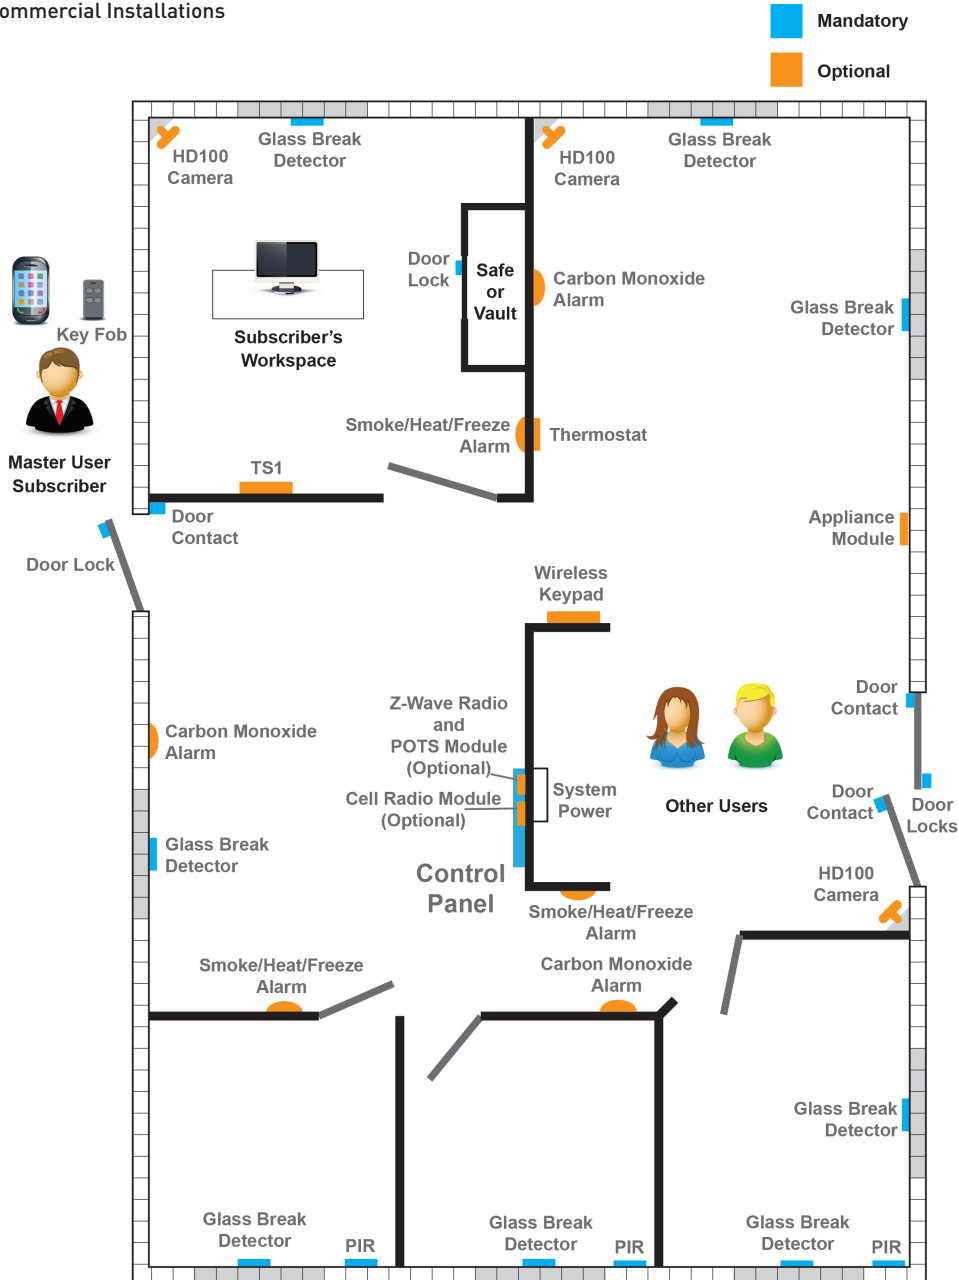 ommercial Installations
Mandatory
Optional
Glass Break
Detector
HD100
Camera
Glass Break
Detector
HD100
Camera
Door
Lock
Safe
or
Vault
Carbon Monoxide
Alarm
Glass Break
Detector
Key Fob
Subscriber's
Workspace
Smoke/Heat/Freeze
Alarm
Thermostat
Master User
Subscriber
TS1
Door
Contact
Appliance
Module
Door Lock
Wireless
Keypad
Z-Wave Radio
and
POTS Module
(Optional)
Door
Contact
Carbon Monoxide
Alarm
Cell Radio Module
(Optional)
System
Power
Other Users
Door
Contact
Door
Locks
Glass Break
Detector
Control
Panel
HD100
Camera
Smoke/Heat/Freeze
Alarm
Smoke/Heat/Freeze
Alarm
Carbon Monoxide
Alarm
Glass Break
Detector
Glass Break
Detector
PIR
Glass Break
Detector
PIR
Glass Break
Detector
PIR